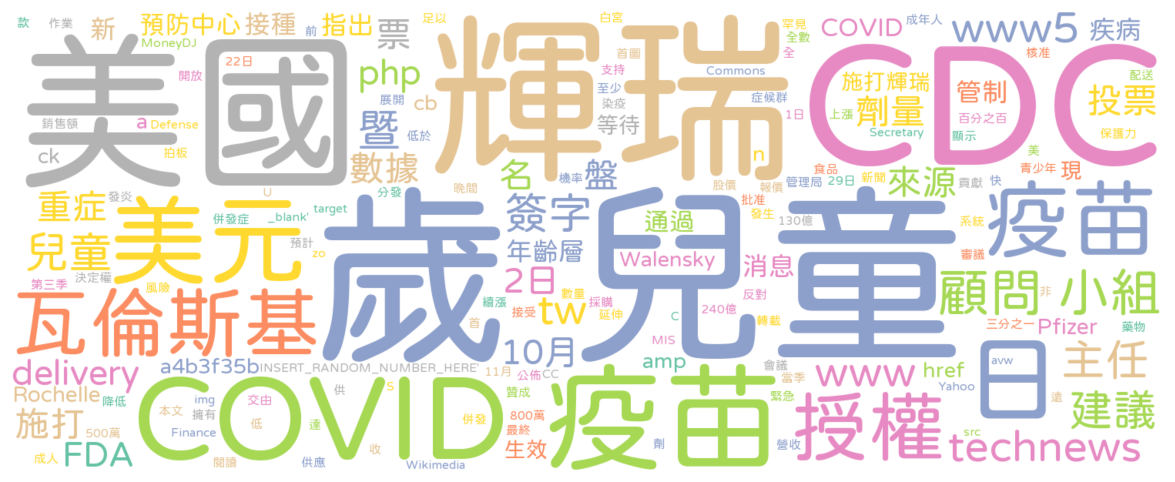 款 作業 新 預防中心 接種 前 指出 票 足以 白宮 罕見 COVID 成年人 www5 疾病
MoneyDJ 22日 首圖 全數 全 核准
美國 輝瑞 CDC
開放 php 支持 Commons 施打輝瑞 管制 配送 投票
銷售額 a Defense 展開 cb 至少 症候群 劑量 百分之百
ck 拍板 暨 低於 染疫 等待 1日 上漲 Secretary 顯示 保護力
數據 n 美
重症 發炎 U 分發 晚間 名 機率 盤 股價 報價 食品 管理局 29日 新聞 來源 貢獻 青少年 現 快
美元 併發症 _blank' target 歲 簽字 兒童 通過 批准 發生 130億 系統 疫苗
兒童 預計 zo 年齡層 Walensky 消息 審議
第三季 決定權 風險 2日 數量 採購 反對 顧問 小組 非
瓦倫斯基 續漲 接受 tw 延伸 240億 轉載 三分之一 Pfizer 藥物
首 C MIS
10月 amp 會議 主任
delivery a4b3f35b INSERT_RANDOM_NUMBER_HERE' 11月 公佈 CC www 當季 href Yahoo avw 日
Rochelle 降低 img 交由 供 S 贊成 緊急 遠
施打 本文 擁有 COVID 併發 800萬 疫苗 授權 建議
500萬 Finance 低 達 最終 劑 src
成人 FDA 閱讀 供應 收 Wikimedia 生效 營收 technews